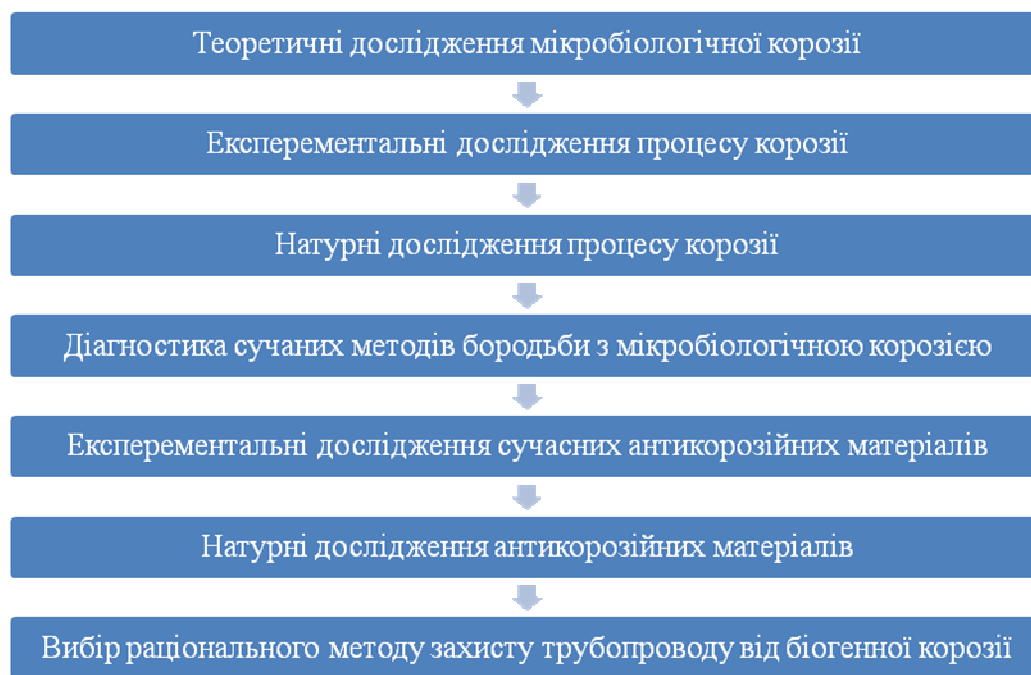 Теоретичні дослідження мікробіологічної корозії
Експерементальні дослідження процесу корозії
Натурні дослідження процесу корозії
Діагностика сучаних методів бородьби з мікробіологічною корозією
Експерементальні дослідження сучасних антикорозійних матеріалів
Натурні дослідження антикорозійних матеріалів
Вибір раціонального методу захисту трубопроводу від біогенної корозії